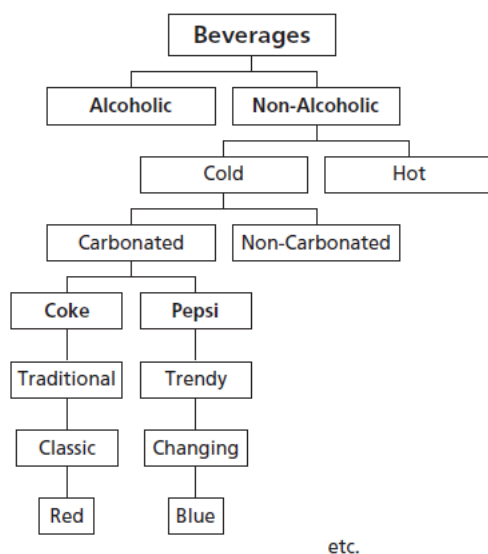 Beverages
Alcoholic
Non-Alcoholic
Cold
Hot
Carbonated
Non-Carbonated
Coke
Pepsi
Traditional
Trendy
Classic
Changing
Red
Blue
etc.